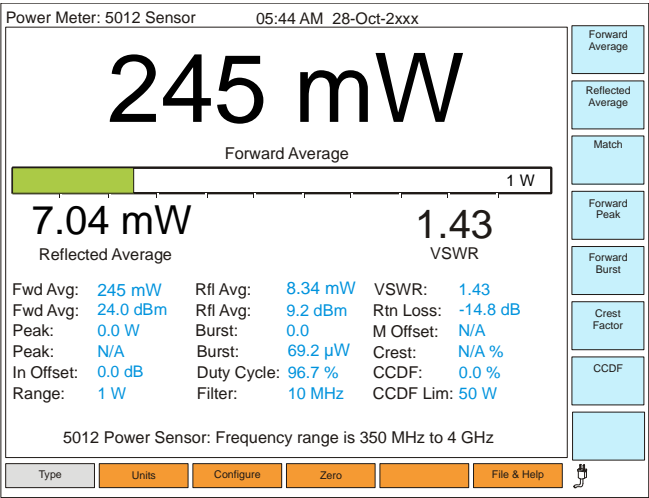 Power Meter: 5012 Sensor 05:44 AM 28-Oct-2xxx
245 mW
Forward Average
1 W
7.04 mW 1.43
Reflected Average VSWR
Fwd Avg: 245 mW Rfl Avg: 8.34 mW VSWR: 1.43
Fwd Avg: 24.0 dBm Rfl Avg: 9.2 dBm Rtn Loss: -14.8 dB
Peak: 0.0 W Burst: 0.0 M Offset: N/A
Peak: N/A Burst: 69.2 µW Crest: N/A %
In Offset: 0.0 dB Duty Cycle: 96.7 % CCDF: 0.0 %
Range: 1 W Filter: 10 MHz CCDF Lim: 50 W
5012 Power Sensor: Frequency range is 350 MHz to 4 GHz
Forward
Average
Reflected
Average
Match
Forward
Peak
Forward
Burst
Crest
Factor
CCDF
Type Units Configure Zero File & Help